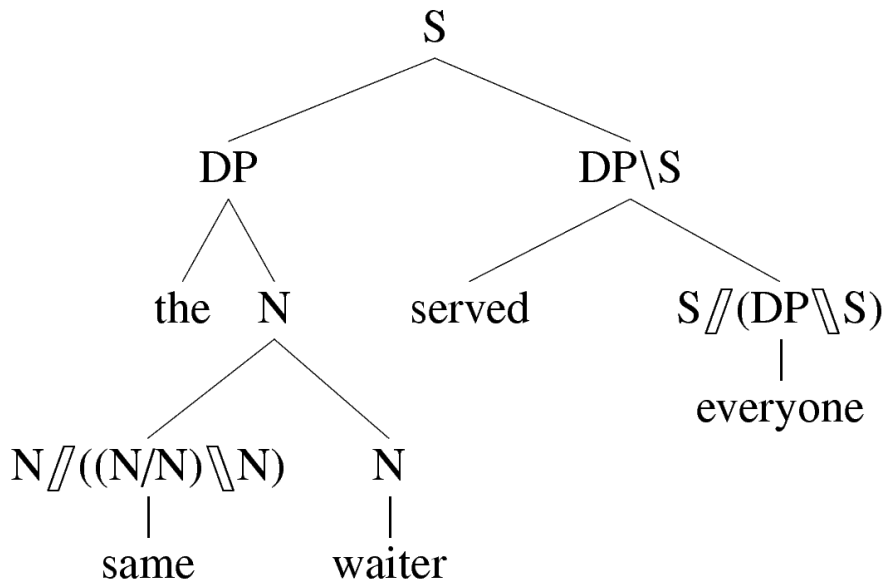 S
DP DP\S
the N served S⫽(DP⑊S)
everyone
N⫽((N/N)⑊N) N
same waiter